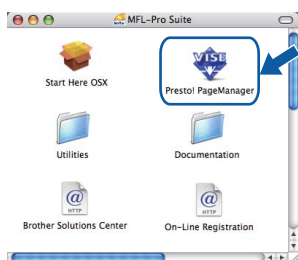 MFL-Pro Suite
VISE
Start Here OSX
Presto! PageManager
Utilities
Documentation
@
HTTP
@
HTTP
Brother Solutions Center
On-Line Registration